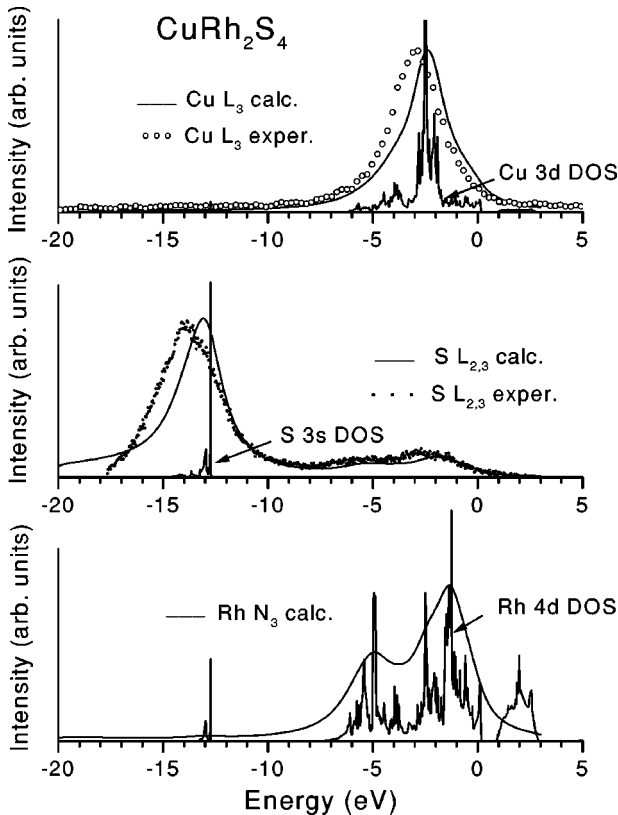 CuRh₂S₄
Intensity (arb. units)
Cu L₃ calc.
Cu L₃ exper.
Cu 3d DOS
-20 -15 -10 -5 0 5
Intensity (arb. units)
S L₂,₃ calc.
S L₂,₃ exper.
S 3s DOS
-20 -15 -10 -5 0 5
Intensity (arb. units)
Rh N₃ calc.
Rh 4d DOS
-20 -15 -10 -5 0 5
Energy (eV)